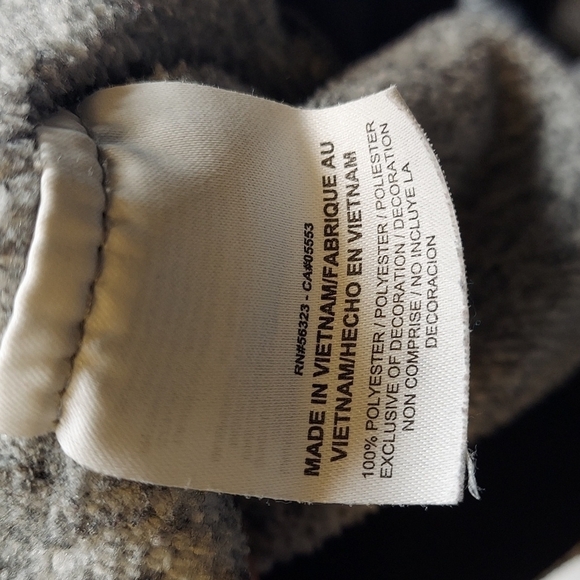 RN#56323 - CA#05553
MADE IN VIETNAM/FABRIQUE AU
VIETNAM/HECHO EN VIETNAM
100% POLYESTER / POLYESTER / POLIESTER
EXCLUSIVE OF DECORATION / DECORATION
NON COMPRISE / NO INCLUYE LA
DECORACION